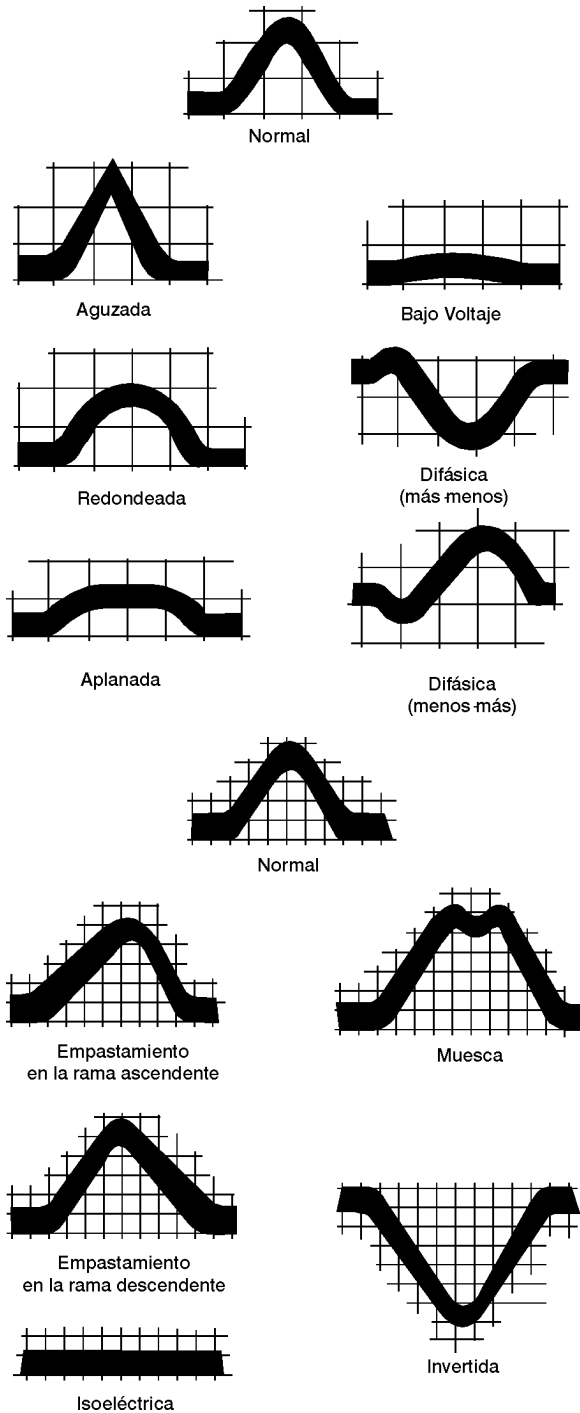 Normal
Aguzada
Bajo Voltaje
Redondeada
Difásica
(más-menos)
Aplanada
Difásica
(menos-más)
Normal
Empastamiento
en la rama ascendente
Muesca
Empastamiento
en la rama descendente
Invertida
Isoeléctrica